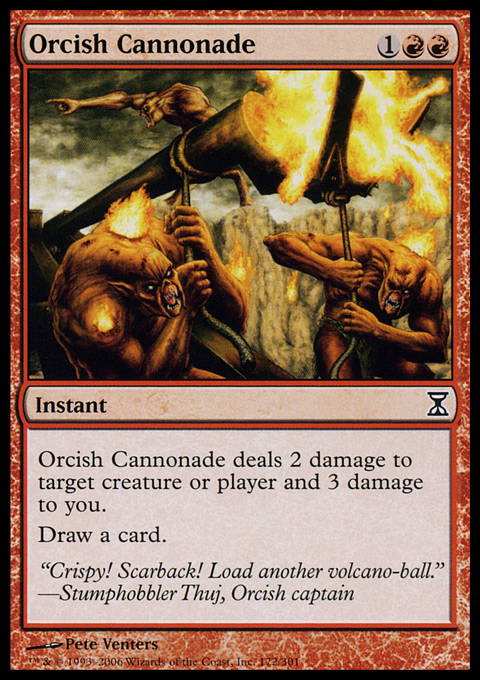 Orcish Cannonade 1
Instant
Orcish Cannonade deals 2 damage to
target creature or player and 3 damage
to you.
Draw a card.
“Crispy! Scarback! Load another volcano-ball.”
—Stumphobbler Thuj, Orcish captain
Pete Venters
™ & © 1993–2006 Wizards of the Coast, Inc. 172/301